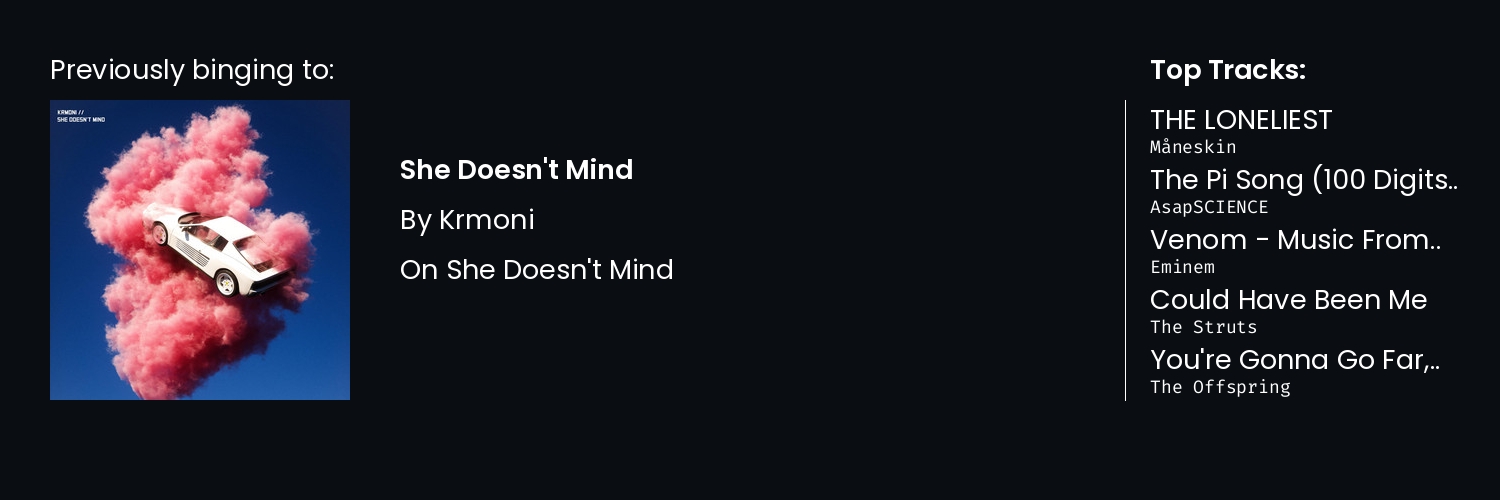 Previously binging to:
KRMONI //
SHE DOESN'T MIND
She Doesn't Mind
By Krmoni
On She Doesn't Mind
Top Tracks:
THE LONELIEST
Måneskin
The Pi Song (100 Digits..
AsapSCIENCE
Venom - Music From..
Eminem
Could Have Been Me
The Struts
You're Gonna Go Far,..
The Offspring